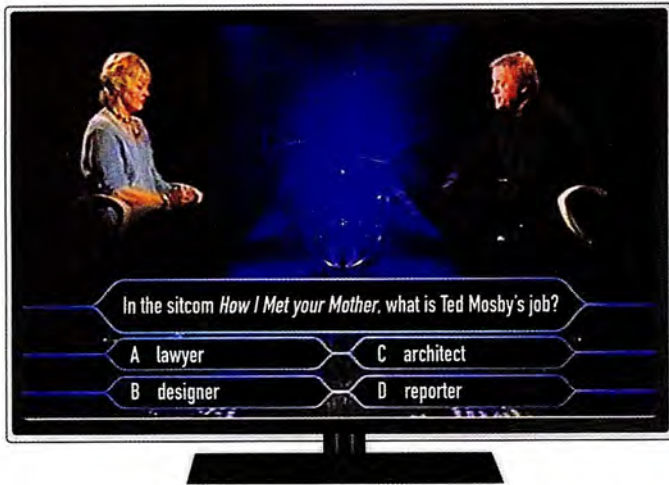 In the sitcom How I Met your Mother, what is Ted Mosby's job?
A lawyer
C architect
B designer
D reporter